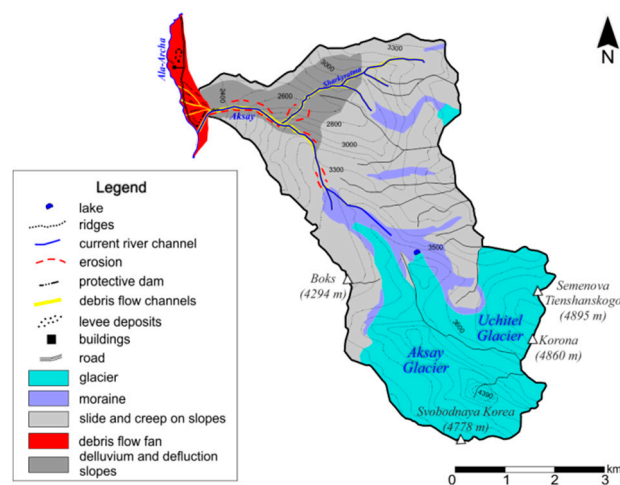 N
3300
3000
Sharkyratma
Ala-Archa
2400
2600
Aksay
2800
3000
3300
Legend
lake
ridges
current river channel
erosion
protective dam
debris flow channels
levee deposits
buildings
road
glacier
moraine
slide and creep on slopes
debris flow fan
delluvium and defluction
slopes
3500
Boks
(4294 m)
Semenova
Tienshanskogo
(4895 m)
3600
Uchitel
Glacier
Korona
(4860 m)
Aksay
Glacier
Svobodnaya Korea
(4778 m)
0 1 2 3
km